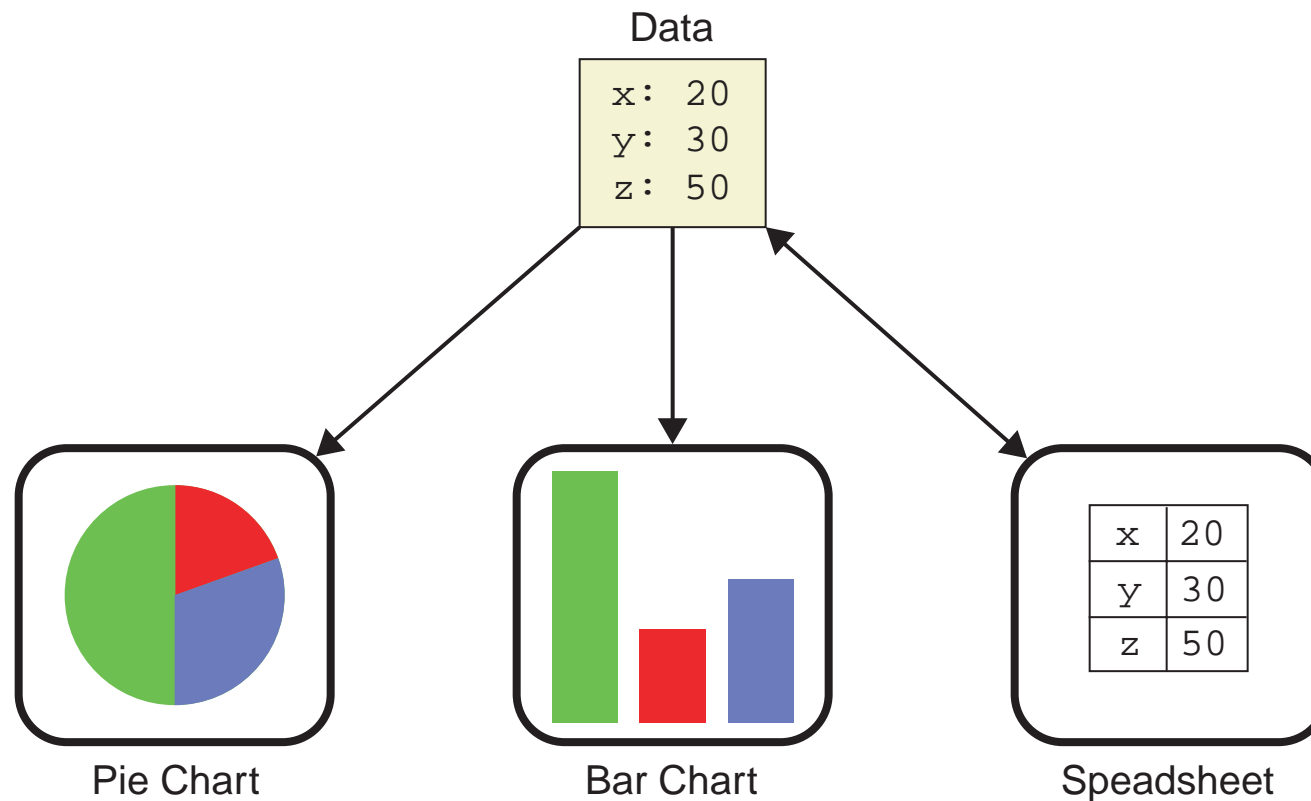 Data
x: 20
y: 30
z: 50
x 20
y 30
z 50
Pie Chart
Bar Chart
Speadsheet